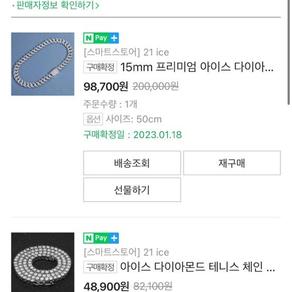 • 판매자정보 확인하기>
N Pay +
[스마트스토어] 21 ice
구매확정 15mm 프리미엄 아이스 다이아...
98,700원 200,000원
주문수량 : 1개
옵션 사이즈: 50cm
구매확정일 : 2023.01.18
배송조회 재구매
선물하기
N Pay +
[스마트스토어] 21 ice
구매확정 아이스 다이아몬드 테니스 체인 ...
48,900원 82,100원